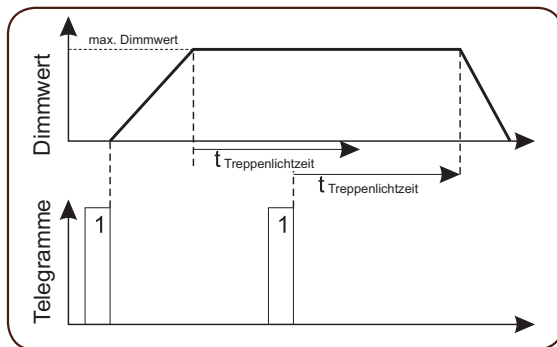 max. Dimmwert
Dimmwert
t Treppenlichtzeit
t Treppenlichtzeit
Telegramme
1
1